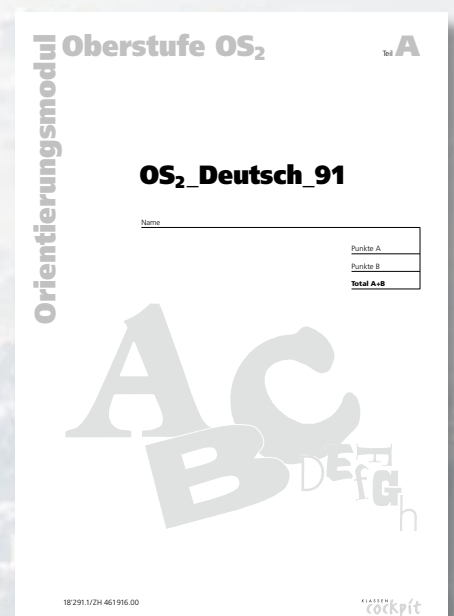 Orientierungsmodul
Oberstufe OS₂
Teil A
OS₂_Deutsch_91
Name
Punkte A
Punkte B
Total A+B
A B C D E f F G h
18'291.1/ZH 461916.00
KLASSEN
cockpit